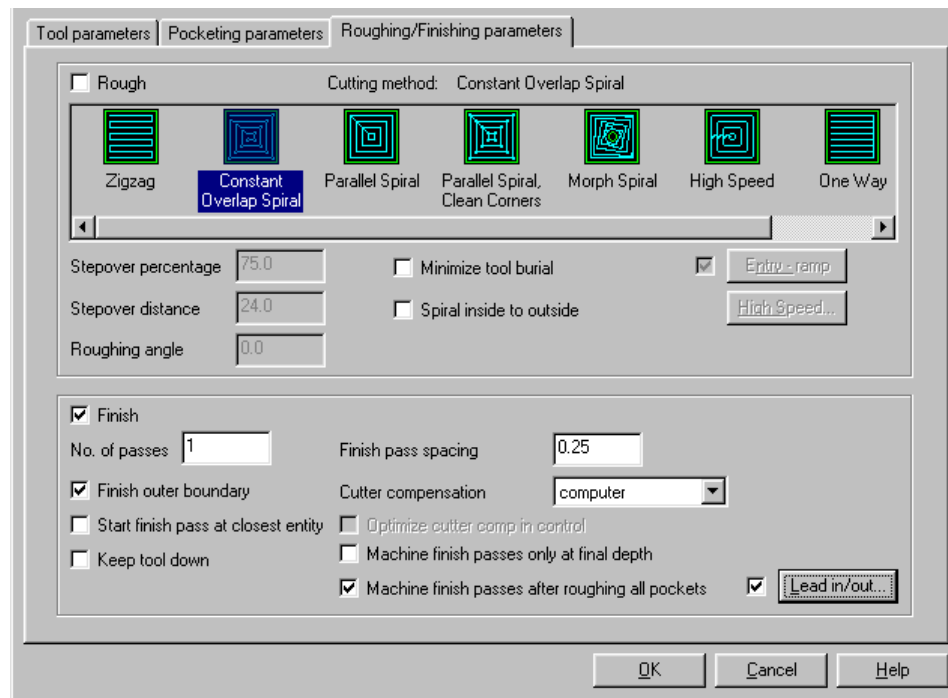 Tool parameters Pocketing parameters Roughing/Finishing parameters
Rough Cutting method: Constant Overlap Spiral
Zigzag Constant Overlap Spiral Parallel Spiral Parallel Spiral, Clean Corners Morph Spiral High Speed One Way
Stepover percentage 75.0 Minimize tool burial Entry - ramp
Stepover distance 24.0 Spiral inside to outside High Speed...
Roughing angle 0.0
Finish
No. of passes 1 Finish pass spacing 0.25
Finish outer boundary Cutter compensation computer
Start finish pass at closest entity Optimize cutter comp in control
Keep tool down Machine finish passes only at final depth
Machine finish passes after roughing all pockets Lead in/out...
OK Cancel Help